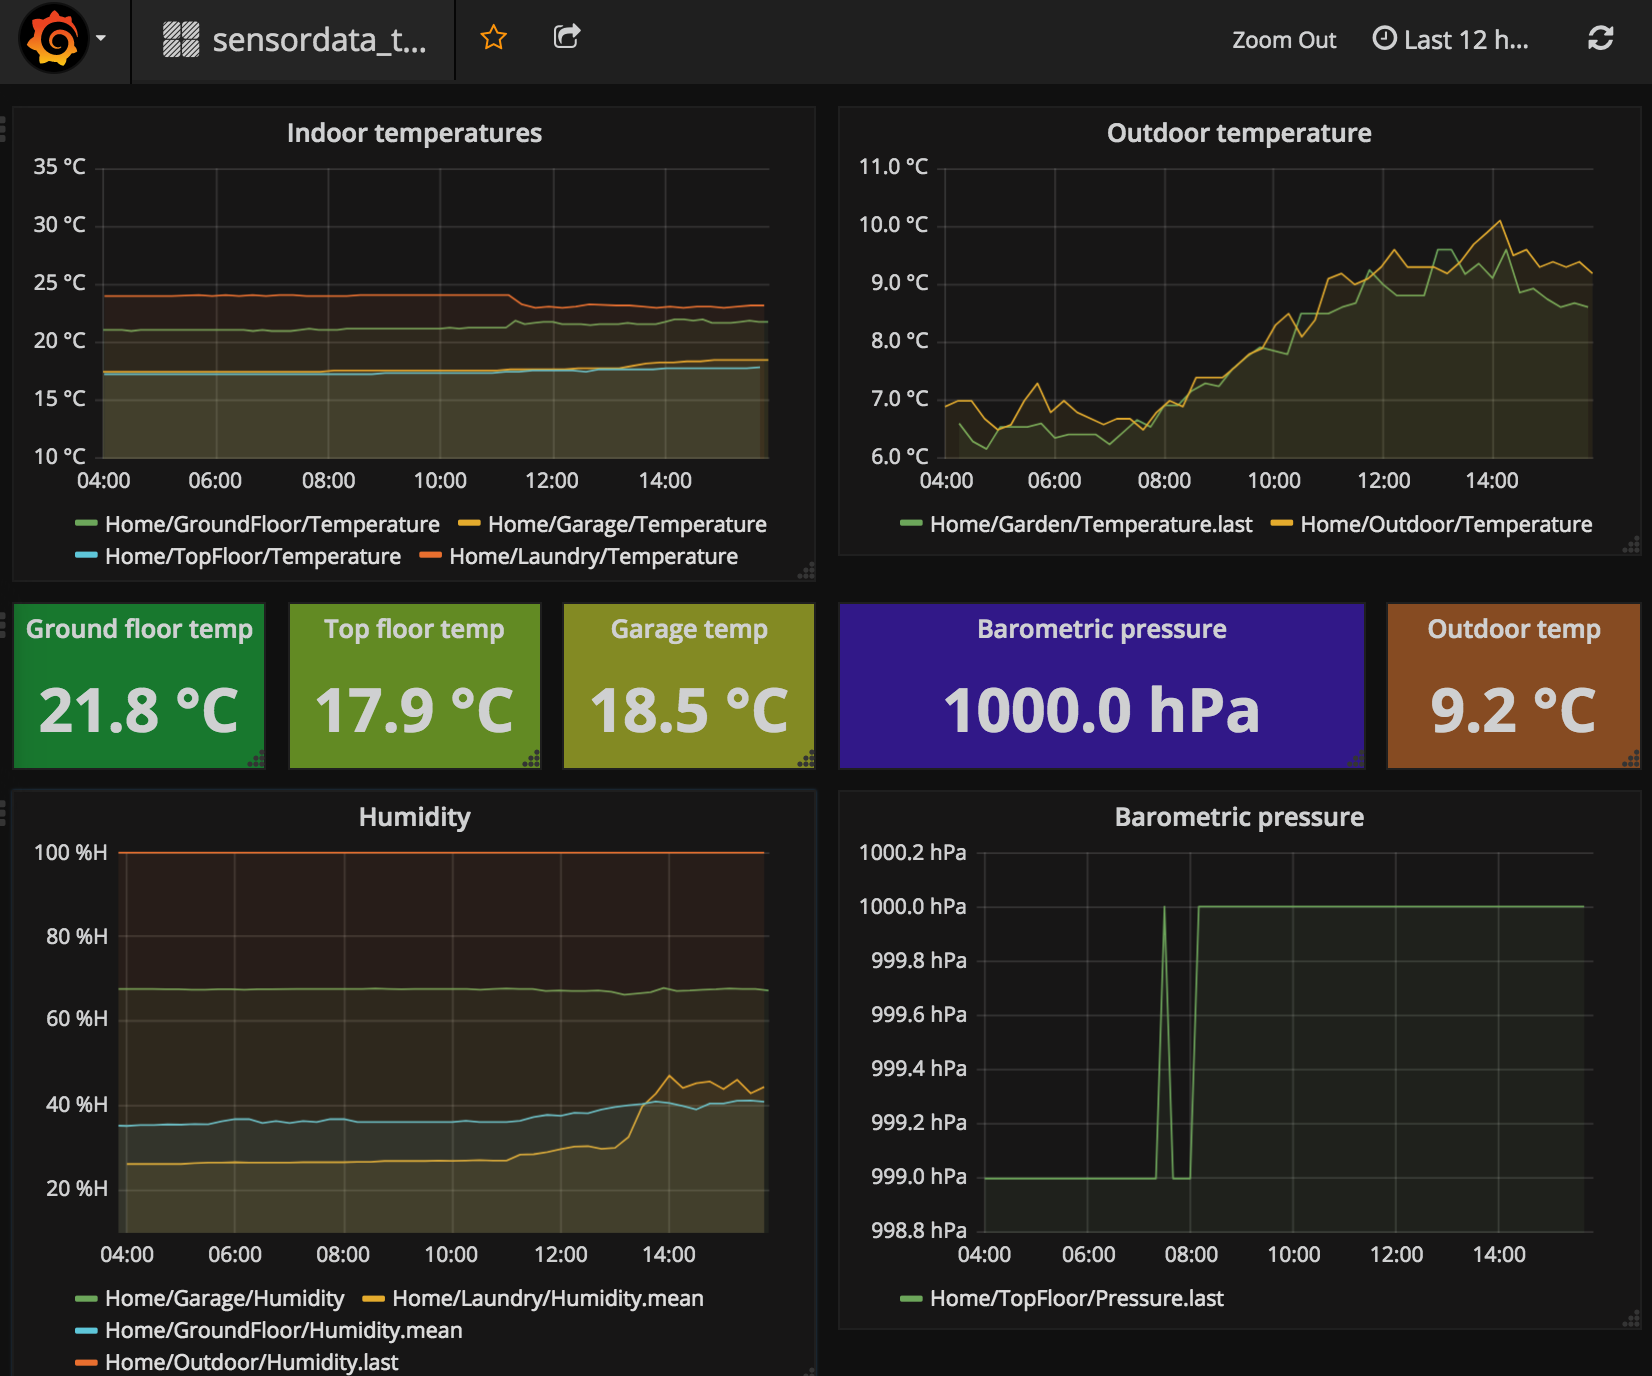 sensordata_t...
Zoom Out
Last 12 h...
Indoor temperatures
35 °C
30 °C
25 °C
20 °C
15 °C
10 °C
04:00 06:00 08:00 10:00 12:00 14:00
Home/GroundFloor/Temperature Home/Garage/Temperature
Home/TopFloor/Temperature Home/Laundry/Temperature
Outdoor temperature
11.0 °C
10.0 °C
9.0 °C
8.0 °C
7.0 °C
6.0 °C
04:00 06:00 08:00 10:00 12:00 14:00
Home/Garden/Temperature.last Home/Outdoor/Temperature
Ground floor temp
21.8 °C
Top floor temp
17.9 °C
Garage temp
18.5 °C
Barometric pressure
1000.0 hPa
Outdoor temp
9.2 °C
Humidity
100 %H
80 %H
60 %H
40 %H
20 %H
04:00 06:00 08:00 10:00 12:00 14:00
Home/Garage/Humidity Home/Laundry/Humidity.mean
Home/GroundFloor/Humidity.mean
Home/Outdoor/Humidity.last
Barometric pressure
1000.2 hPa
1000.0 hPa
999.8 hPa
999.6 hPa
999.4 hPa
999.2 hPa
999.0 hPa
998.8 hPa
04:00 06:00 08:00 10:00 12:00 14:00
Home/TopFloor/Pressure.last